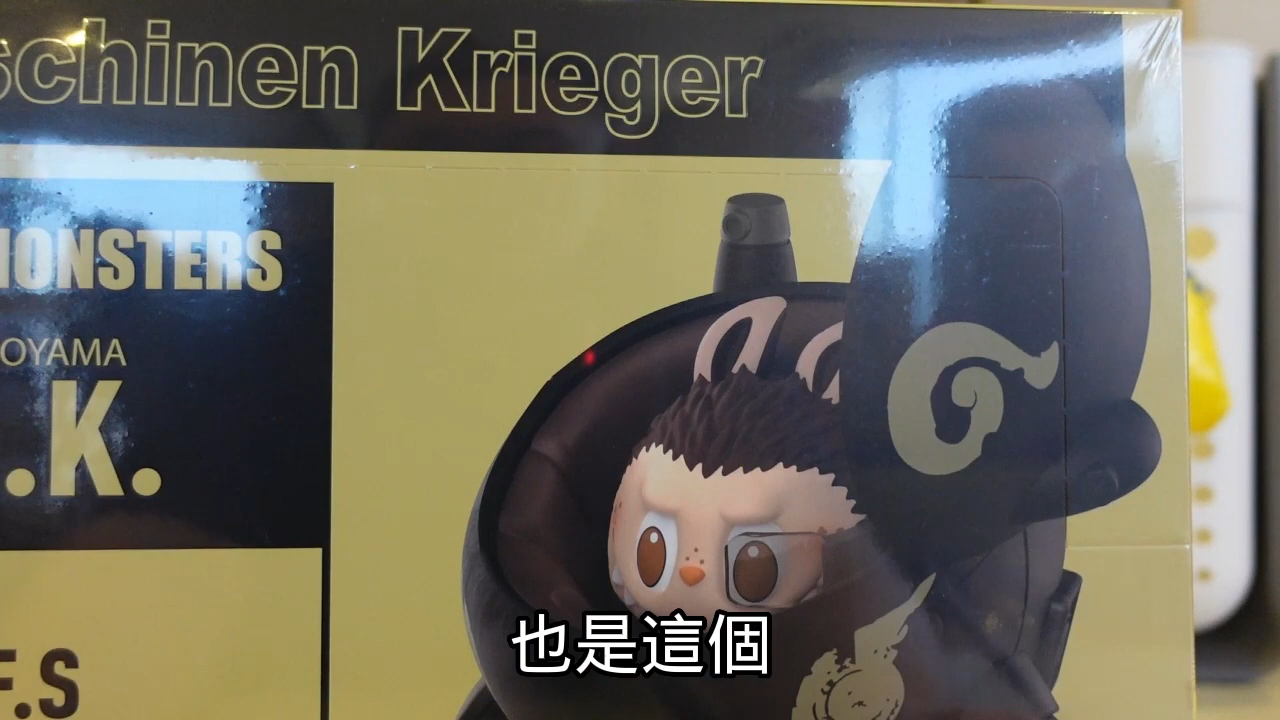 schinen Krieger
MONSTERS
OYAMA
.K.
F.S
也是這個